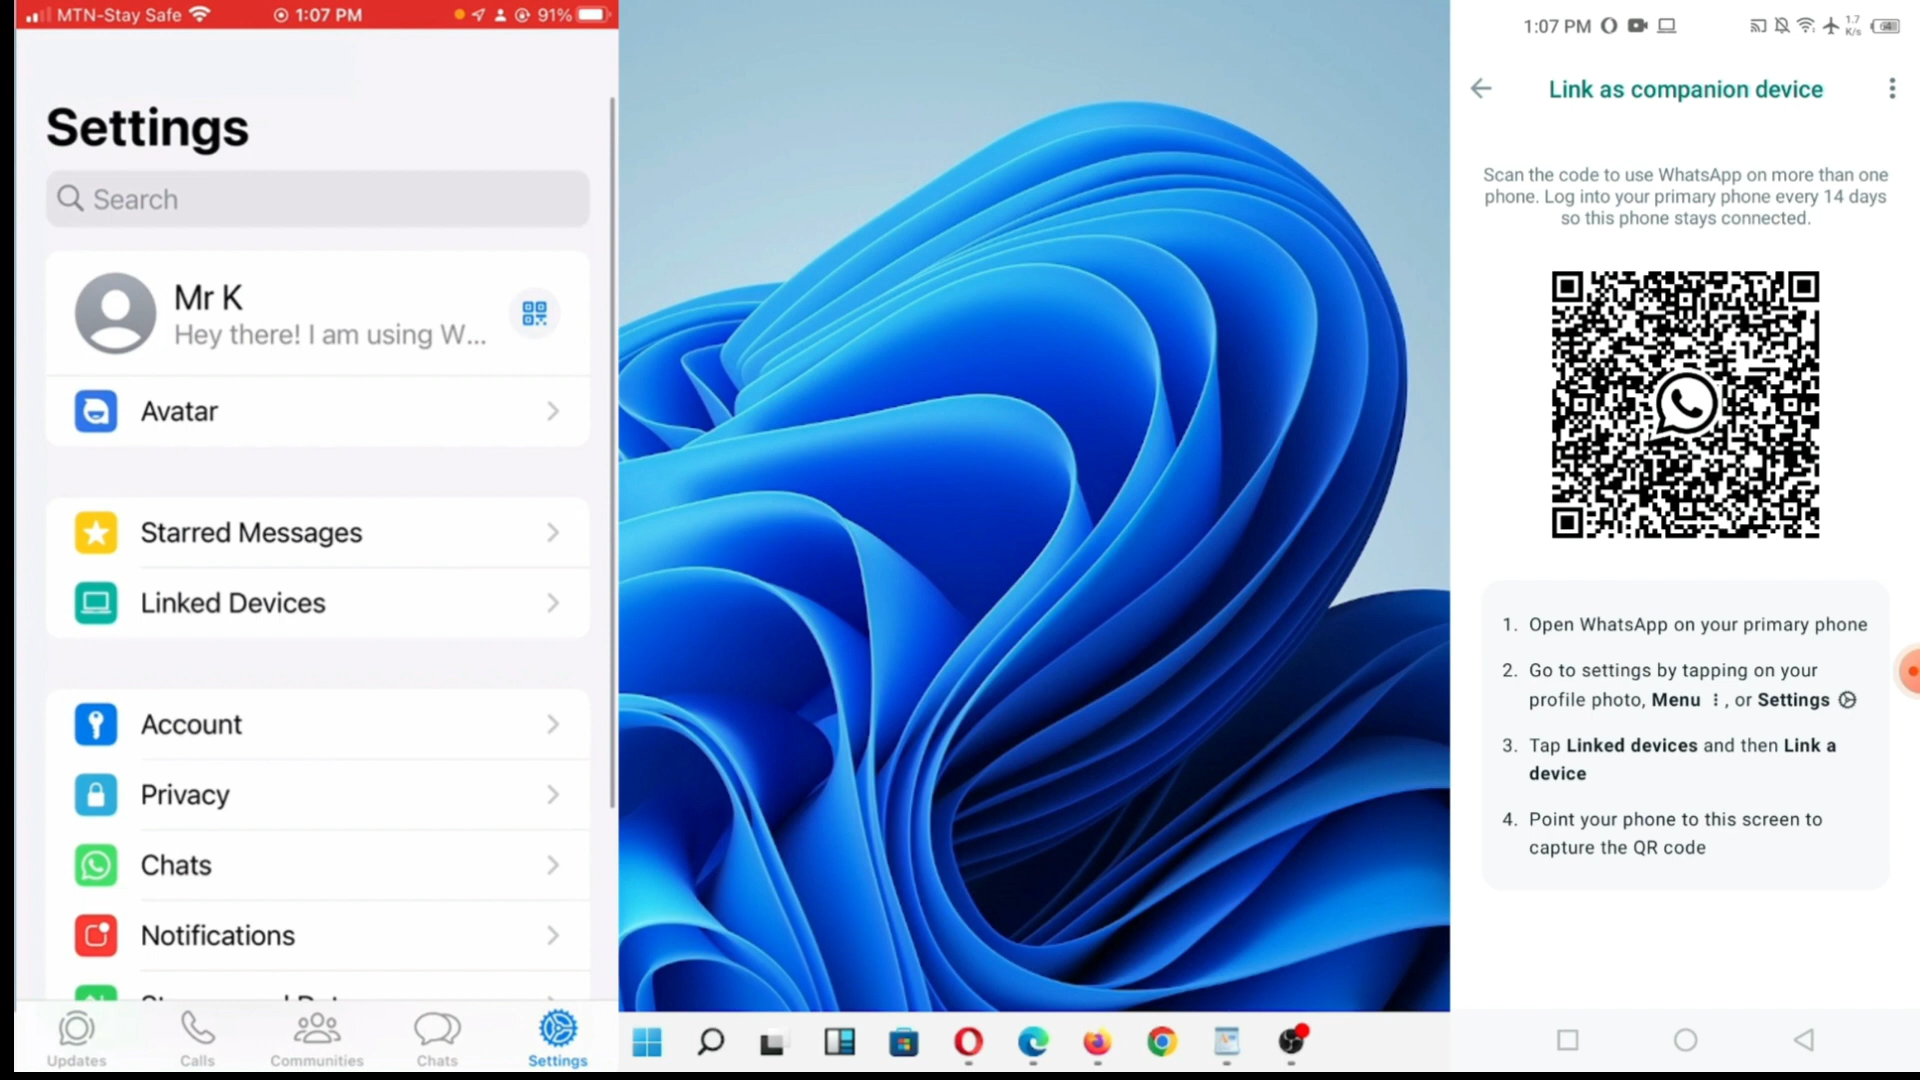 MTN-Stay Safe
1:07 PM
91%
Settings
Search
Mr K
Hey there! I am using W...
Avatar
Starred Messages
Linked Devices
Account
Privacy
Chats
Notifications
Updates
Calls
Communities
Chats
Settings
1:07 PM
1.7
K/s
Link as companion device
Scan the code to use WhatsApp on more than one
phone. Log into your primary phone every 14 days
so this phone stays connected.
1. Open WhatsApp on your primary phone
2. Go to settings by tapping on your
profile photo, Menu ⋮, or Settings
3. Tap Linked devices and then Link a
device
4. Point your phone to this screen to
capture the QR code